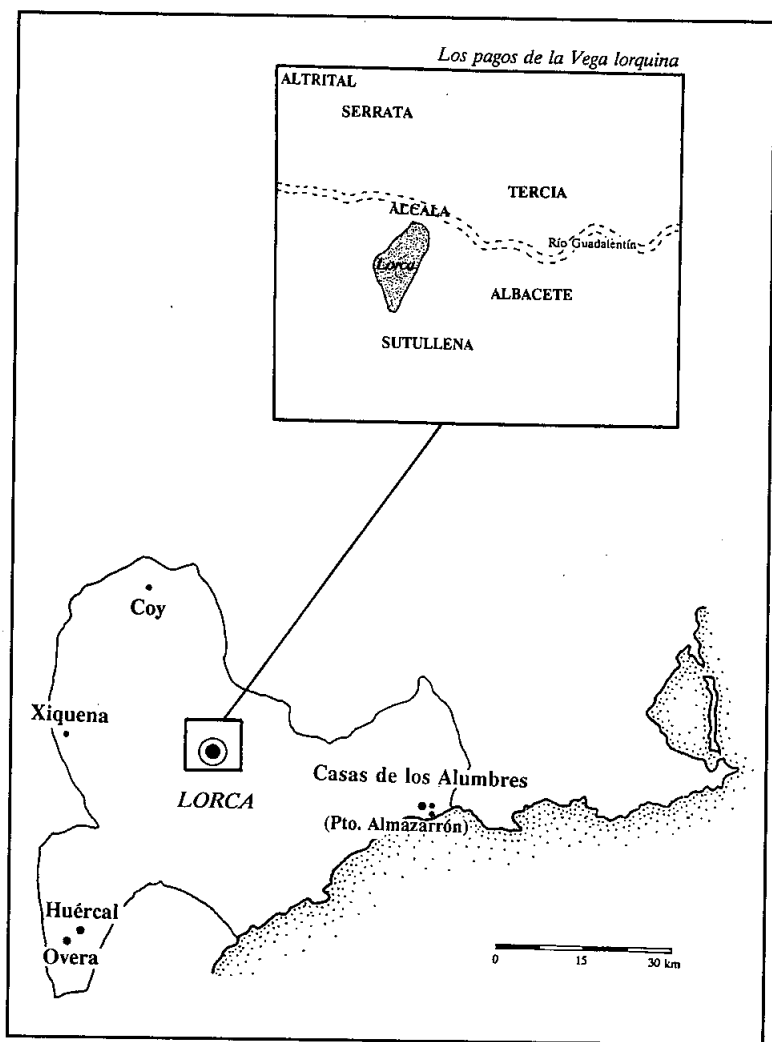 Los pagos de la Vega lorquina
ALTRITAL
SERRATA
TERCIA
ALCALA
Río Guadalentín
Lorca
ALBACETE
SUTULLENA
Coy
Xiquena
LORCA
Casas de los Alumbres
(Pto. Almazarrón)
Huércal
Overa
0 15 30 km